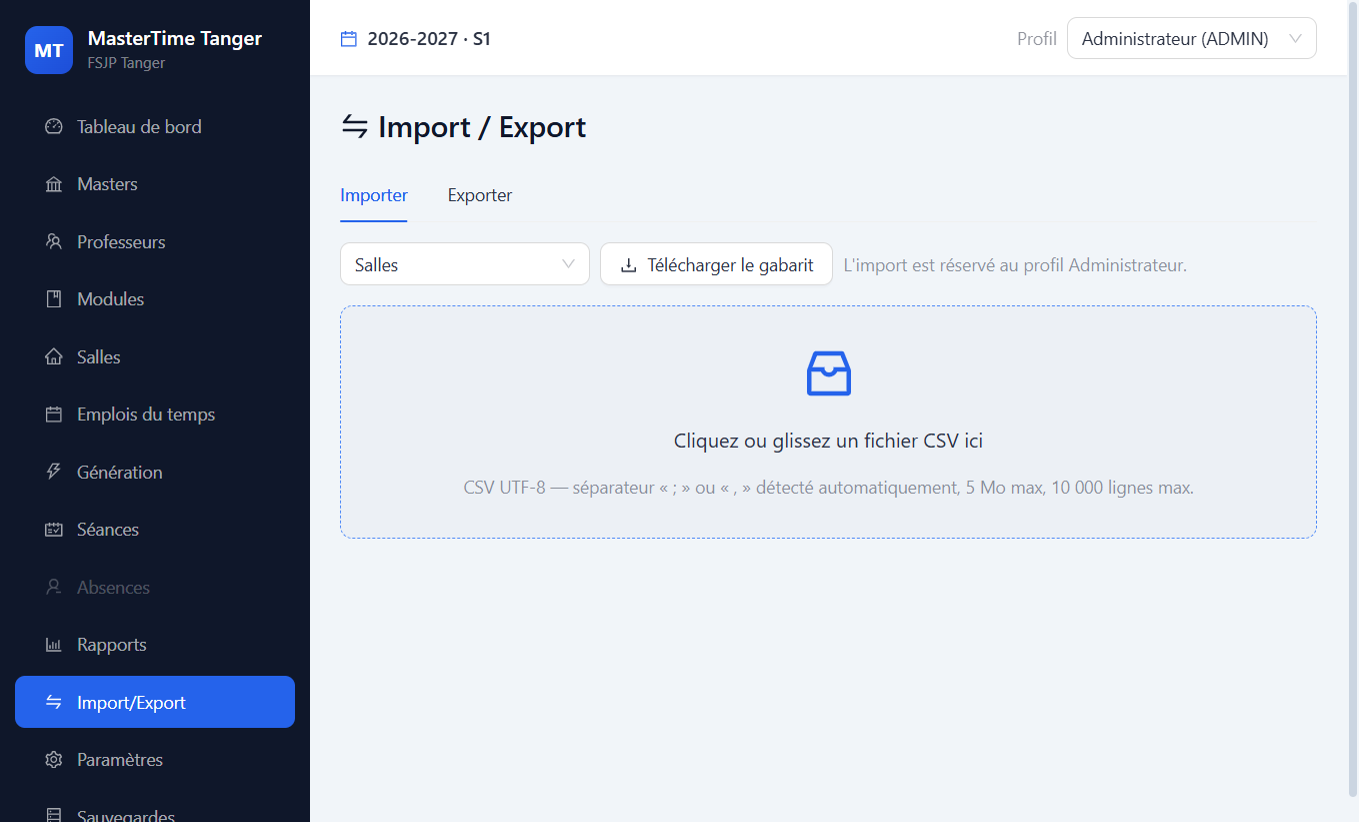 MT
MasterTime Tanger
FSJP Tanger
Tableau de bord
Masters
Professeurs
Modules
Salles
Emplois du temps
Génération
Séances
Absences
Rapports
Import/Export
Paramètres
Sauvegardes
2026-2027 · S1
Profil
Administrateur (ADMIN)
Import / Export
Importer
Exporter
Salles
Télécharger le gabarit
L'import est réservé au profil Administrateur.
Cliquez ou glissez un fichier CSV ici
CSV UTF-8 — séparateur « ; » ou « , » détecté automatiquement, 5 Mo max, 10 000 lignes max.